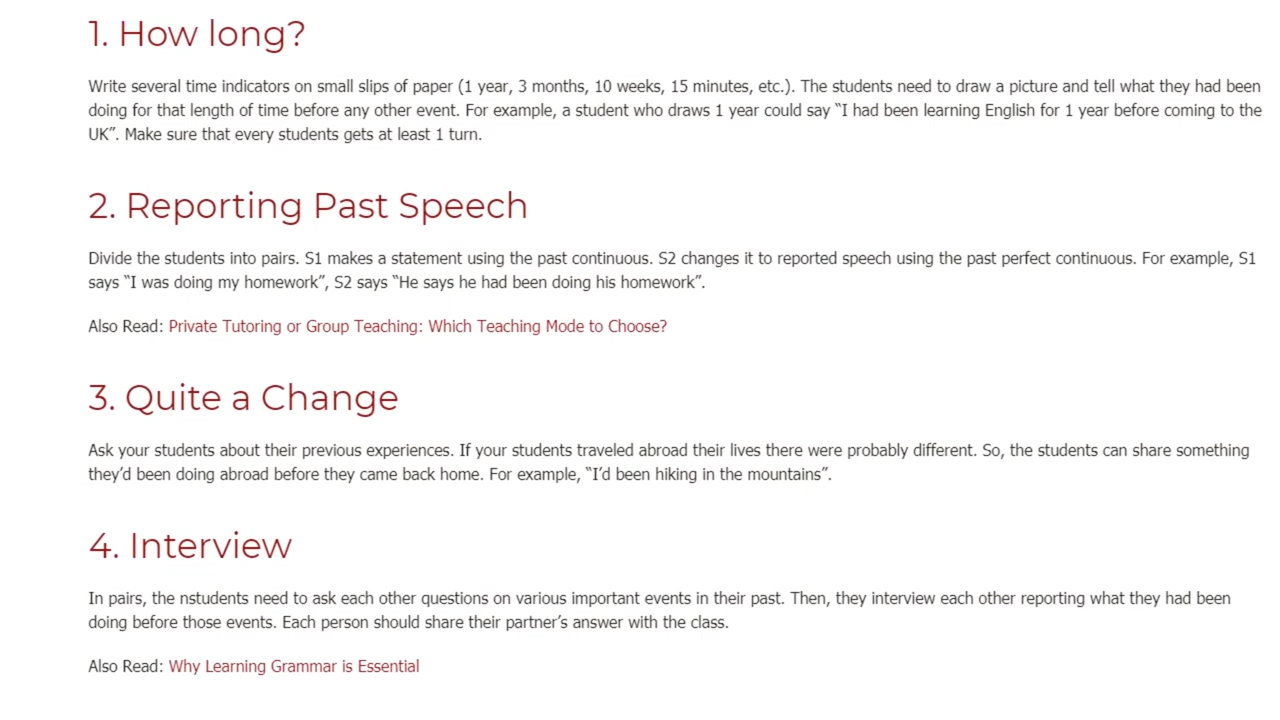 1. How long?
Write several time indicators on small slips of paper (1 year, 3 months, 10 weeks, 15 minutes, etc.). The students need to draw a picture and tell what they had been
doing for that length of time before any other event. For example, a student who draws 1 year could say “I had been learning English for 1 year before coming to the
UK”. Make sure that every students gets at least 1 turn.
2. Reporting Past Speech
Divide the students into pairs. S1 makes a statement using the past continuous. S2 changes it to reported speech using the past perfect continuous. For example, S1
says “I was doing my homework”, S2 says “He says he had been doing his homework”.
Also Read: Private Tutoring or Group Teaching: Which Teaching Mode to Choose?
3. Quite a Change
Ask your students about their previous experiences. If your students traveled abroad their lives there were probably different. So, the students can share something
they’d been doing abroad before they came back home. For example, “I’d been hiking in the mountains”.
4. Interview
In pairs, the nstudents need to ask each other questions on various important events in their past. Then, they interview each other reporting what they had been
doing before those events. Each person should share their partner’s answer with the class.
Also Read: Why Learning Grammar is Essential